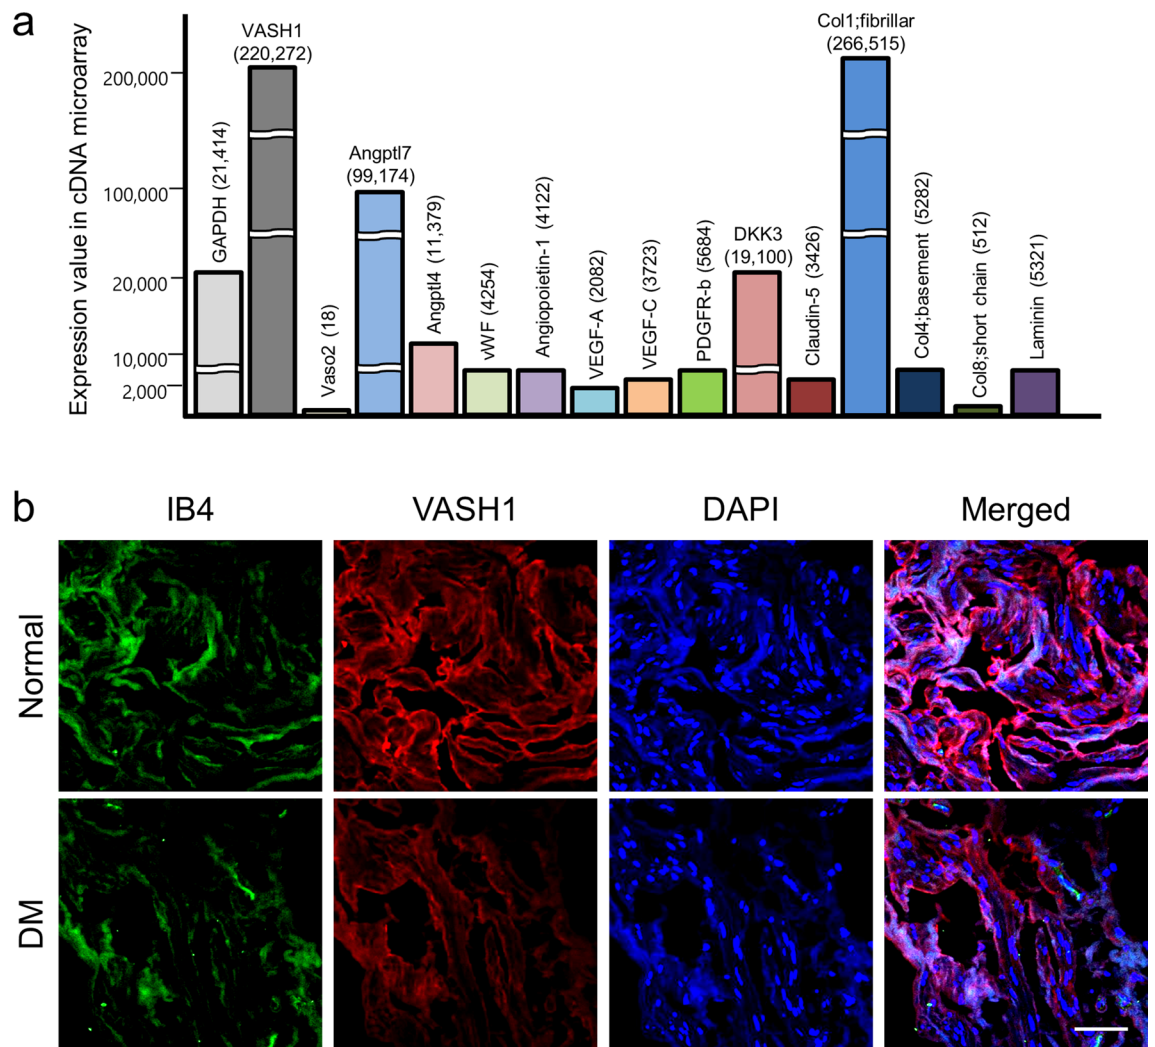 a
Expression value in cDNA microarray
200,000
100,000
20,000
10,000
2,000
GAPDH (21,414)
VASH1
(220,272)
Vaso2 (18)
Angptl7
(99,174)
Angptl4 (11,379)
vWF (4254)
Angiopoietin-1 (4122)
VEGF-A (2082)
VEGF-C (3723)
PDGFR-b (5684)
DKK3
(19,100)
Claudin-5 (3426)
Col1;fibrillar
(266,515)
Col4;basement (5282)
Col8;short chain (512)
Laminin (5321)
b
IB4 VASH1 DAPI Merged
Normal
DM